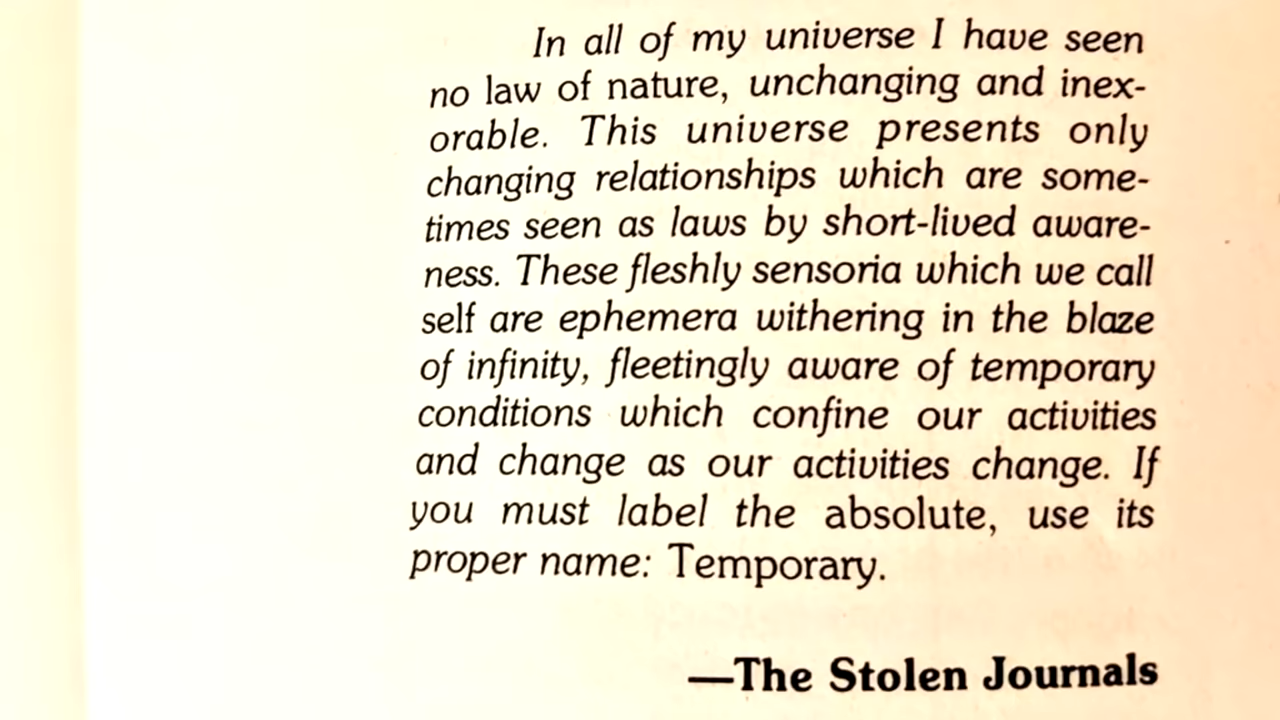 In all of my universe I have seen
no law of nature, unchanging and inex-
orable. This universe presents only
changing relationships which are some-
times seen as laws by short-lived aware-
ness. These fleshly sensoria which we call
self are ephemera withering in the blaze
of infinity, fleetingly aware of temporary
conditions which confine our activities
and change as our activities change. If
you must label the absolute, use its
proper name: Temporary.
—The Stolen Journals